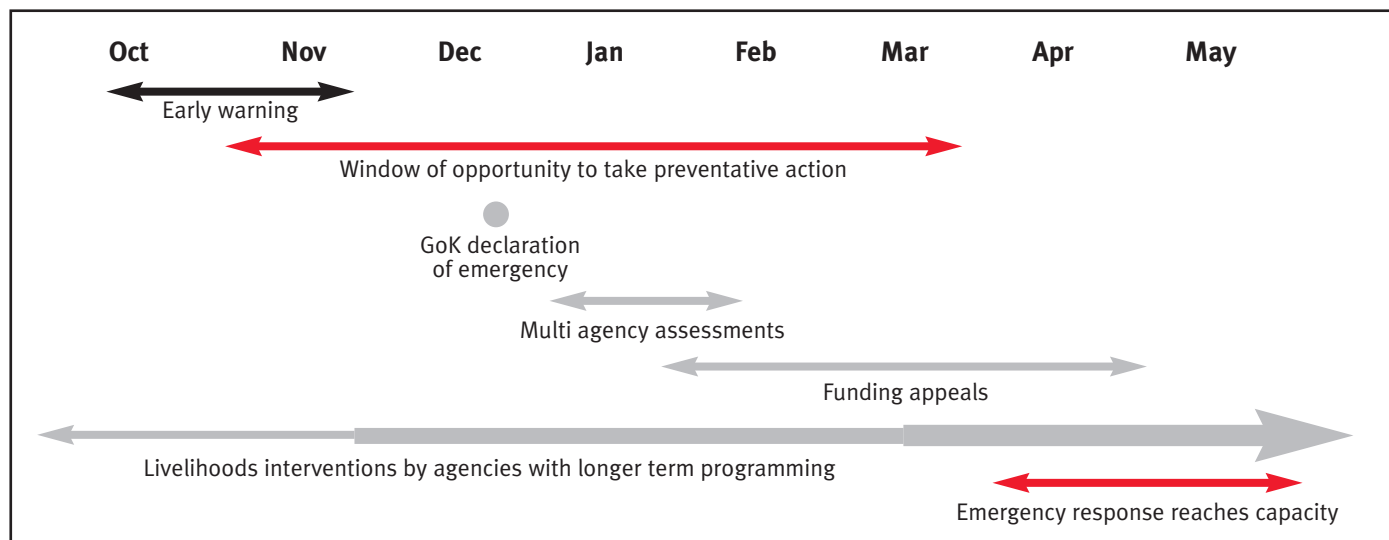 Oct Nov Dec Jan Feb Mar Apr May
Early warning
Window of opportunity to take preventative action
GoK declaration
of emergency
Multi agency assessments
Funding appeals
Livelihoods interventions by agencies with longer term programming
Emergency response reaches capacity